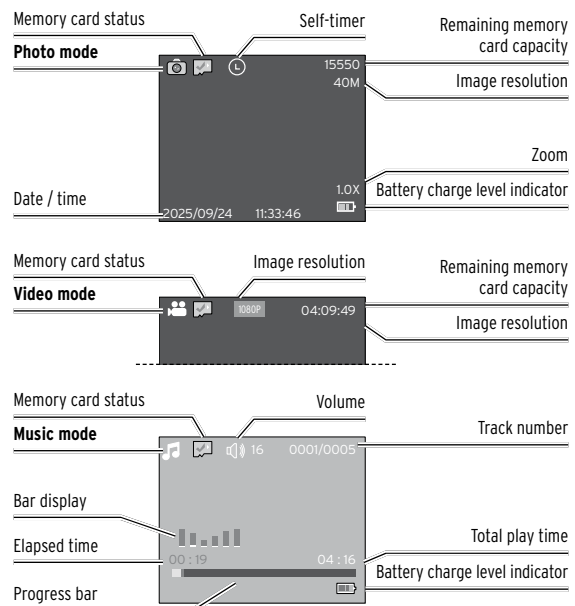 Memory card status
Self-timer
Remaining memory
card capacity
Photo mode
15550
40M
Image resolution
Zoom
1.0X
Battery charge level indicator
Date / time
2025/09/24 11:33:46
Memory card status
Image resolution
Remaining memory
card capacity
Video mode
1080P
04:09:49
Image resolution
Memory card status
Volume
Track number
Music mode
16
0001/0005
Bar display
Elapsed time
00:19
04:16
Total play time
Battery charge level indicator
Progress bar